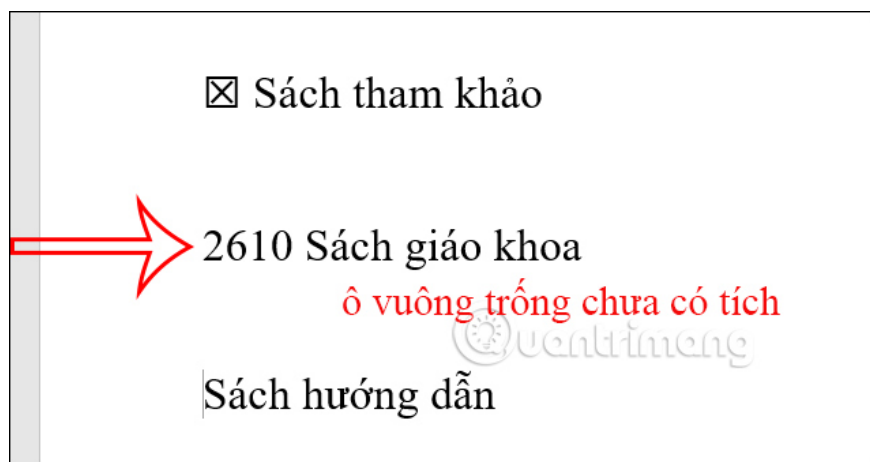 ☒ Sách tham khảo
2610 Sách giáo khoa
ô vuông trống chưa có tích
Quantrimang
Sách hướng dẫn